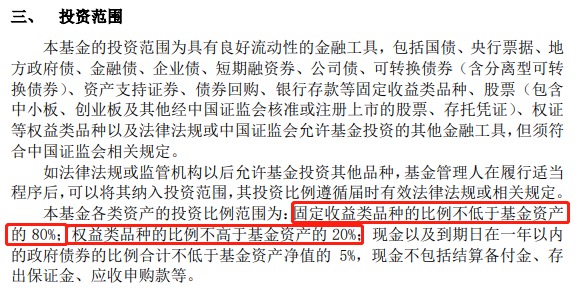 三、 投资范围
本基金的投资范围为具有良好流动性的金融工具，包括国债、央行票据、地
方政府债、金融债、企业债、短期融资券、公司债、可转换债券（含分离型可转
换债券）、资产支持证券、债券回购、银行存款等固定收益类品种、股票（包含
中小板、创业板及其他经中国证监会核准或注册上市的股票、存托凭证）、权证
等权益类品种以及法律法规或中国证监会允许基金投资的其他金融工具，但须符
合中国证监会相关规定。
如法律法规或监管机构以后允许基金投资其他品种，基金管理人在履行适当
程序后，可以将其纳入投资范围，其投资比例遵循届时有效法律法规或相关规定。
本基金各类资产的投资比例范围为：固定收益类品种的比例不低于基金资产
的 80%；权益类品种的比例不高于基金资产的 20%；现金以及到期日在一年以内
的政府债券的比例合计不低于基金资产净值的 5%，现金不包括结算备付金、存
出保证金、应收申购款等。